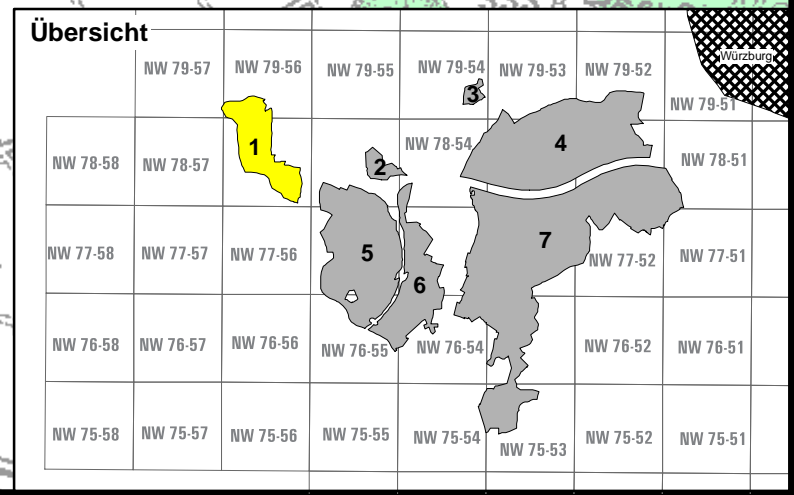 Übersicht
NW 79-57 NW 79-56 NW 79-55 NW 79-54 NW 79-53 NW 79-52 Würzburg
3
NW 79-51
1 4
NW 78-58 NW 78-57 2 NW 78-54 NW 78-51
NW 77-58 NW 77-57 NW 77-56 5 7 NW 77-52 NW 77-51
6
NW 76-58 NW 76-57 NW 76-56 NW 76-55 NW 76-54 NW 76-52 NW 76-51
NW 75-58 NW 75-57 NW 75-56 NW 75-55 NW 75-54 NW 75-53 NW 75-52 NW 75-51